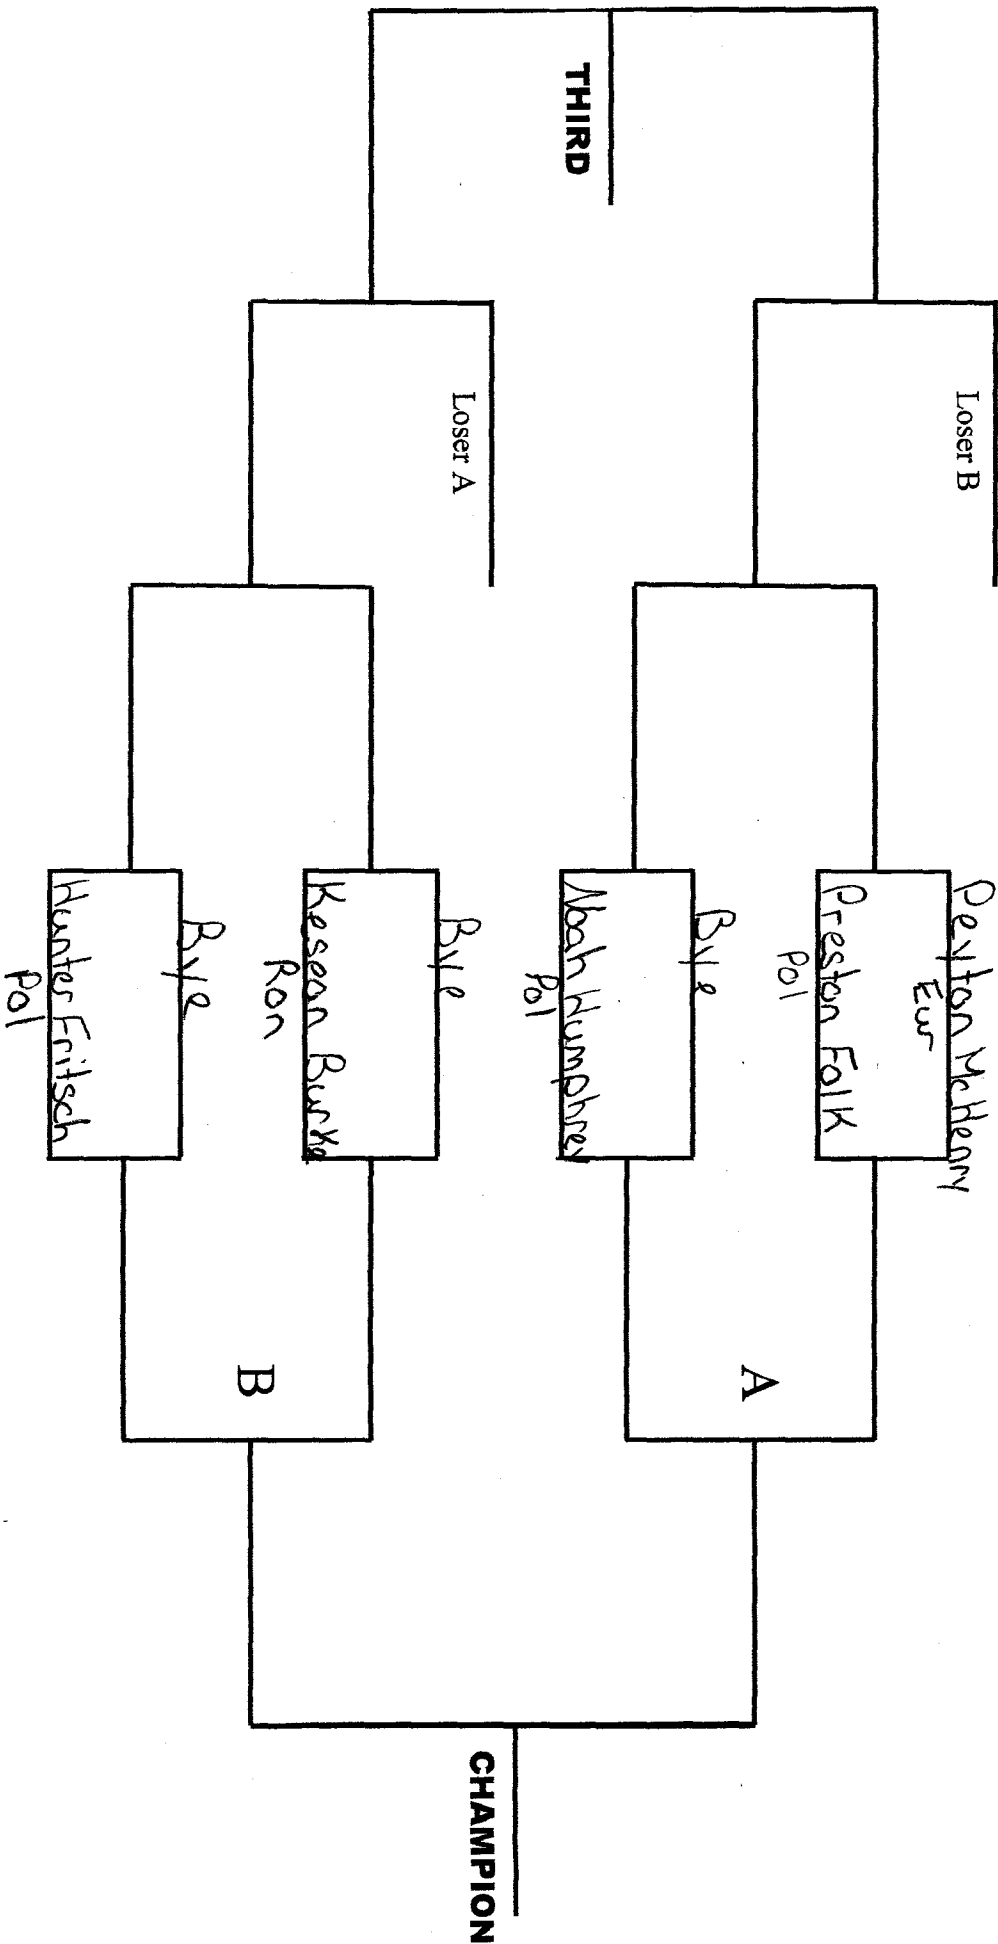 Peyton McHenry
Eur
Preston Folk
Pol
Bye
Noah Humphrey
Pol
Bye
Kesean Burke
Ron
Bye
Hunter Fritsch
Pol
Loser B
Loser A
A
B
THIRD
CHAMPION